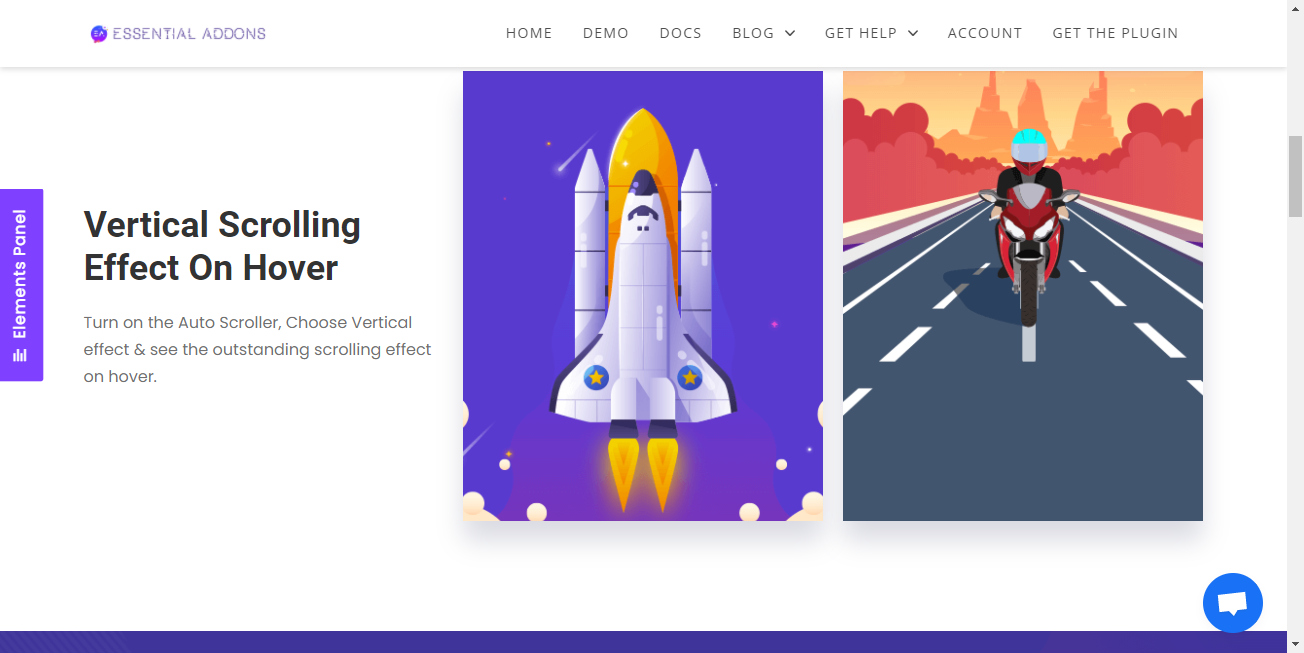 ESSENTIAL ADDONS
HOME DEMO DOCS BLOG GET HELP ACCOUNT GET THE PLUGIN
Elements Panel
Vertical Scrolling
Effect On Hover
Turn on the Auto Scroller, Choose Vertical
effect & see the outstanding scrolling effect
on hover.